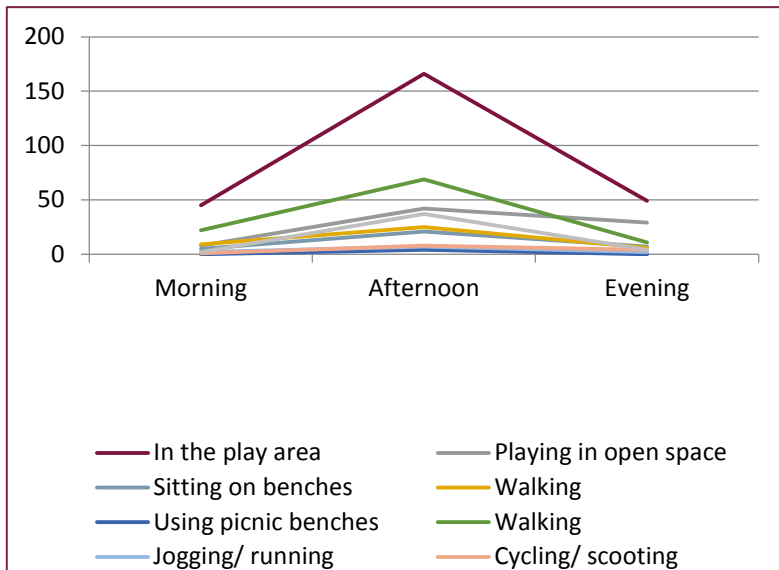 200
150
100
50
0
Morning Afternoon Evening
In the play area Playing in open space
Sitting on benches Walking
Using picnic benches Walking
Jogging/ running Cycling/ scooting